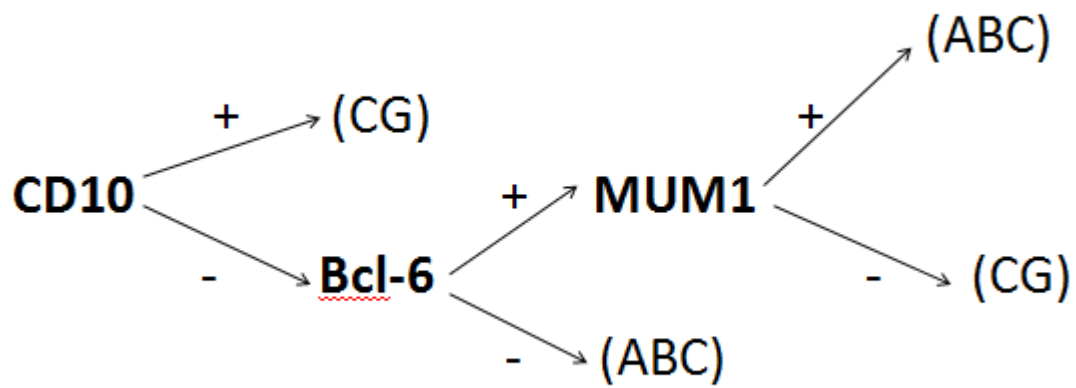 (ABC)
+ (CG) +
CD10 + MUM1
- Bcl-6 - (CG)
- (ABC)